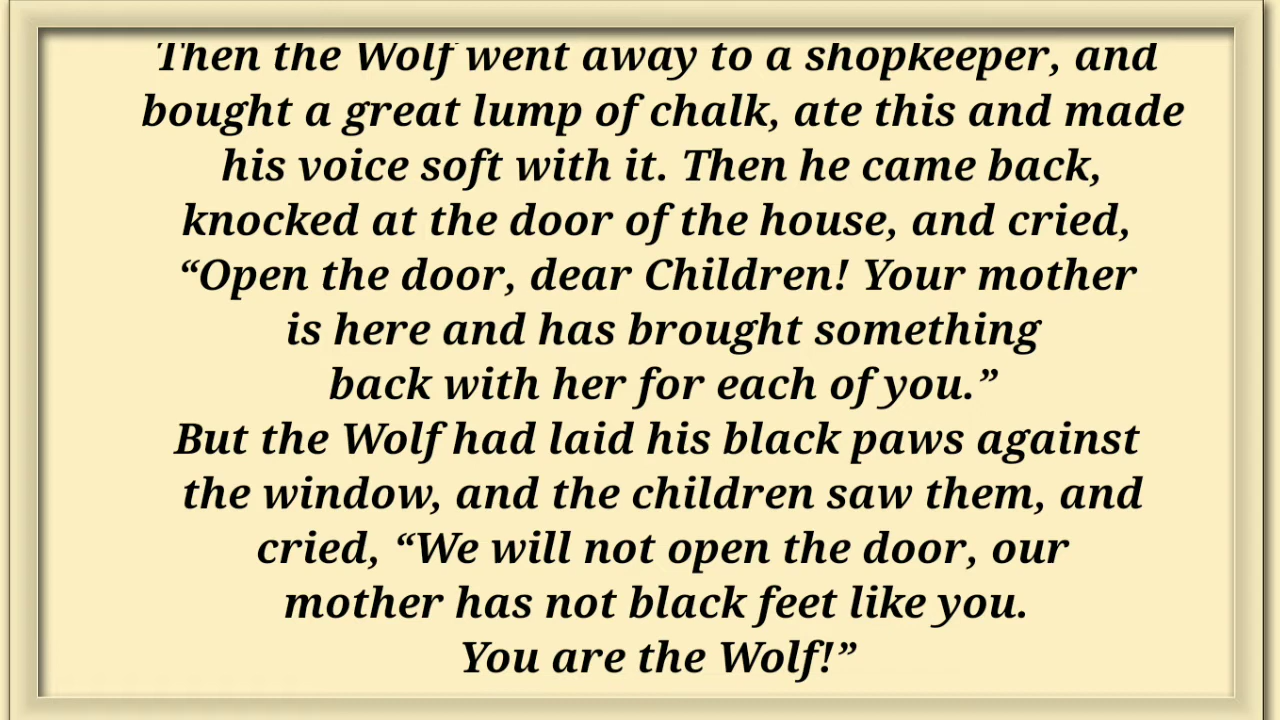 Then the Wolf went away to a shopkeeper, and
bought a great lump of chalk, ate this and made
his voice soft with it. Then he came back,
knocked at the door of the house, and cried,
“Open the door, dear Children! Your mother
is here and has brought something
back with her for each of you.”
But the Wolf had laid his black paws against
the window, and the children saw them, and
cried, “We will not open the door, our
mother has not black feet like you.
You are the Wolf!”